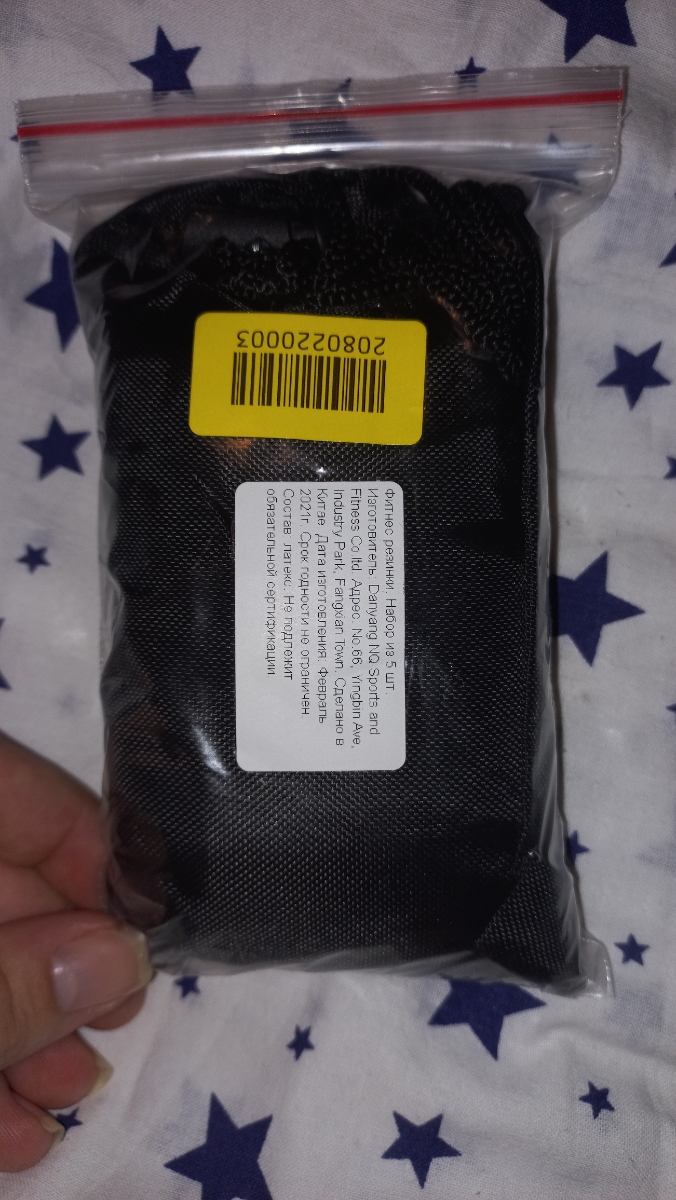 2080220003
Фитнес резинки. Набор из 5 шт.
Изготовитель: Danyang NQ Sports and
Fitness Co ltd. Адрес: No.66, Yingbin Ave,
Industry Park, Fangxian Town. Сделано в
Китае. Дата изготовления: Февраль
2021г. Срок годности не ограничен
Состав: латекс. Не подлежит
обязательной сертификации